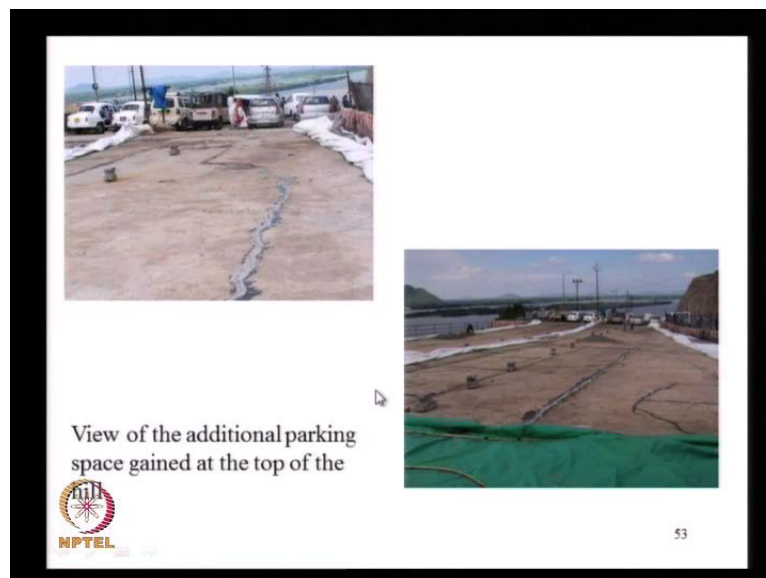 View of the additional parking
space gained at the top of the
hill
NPTEL
53